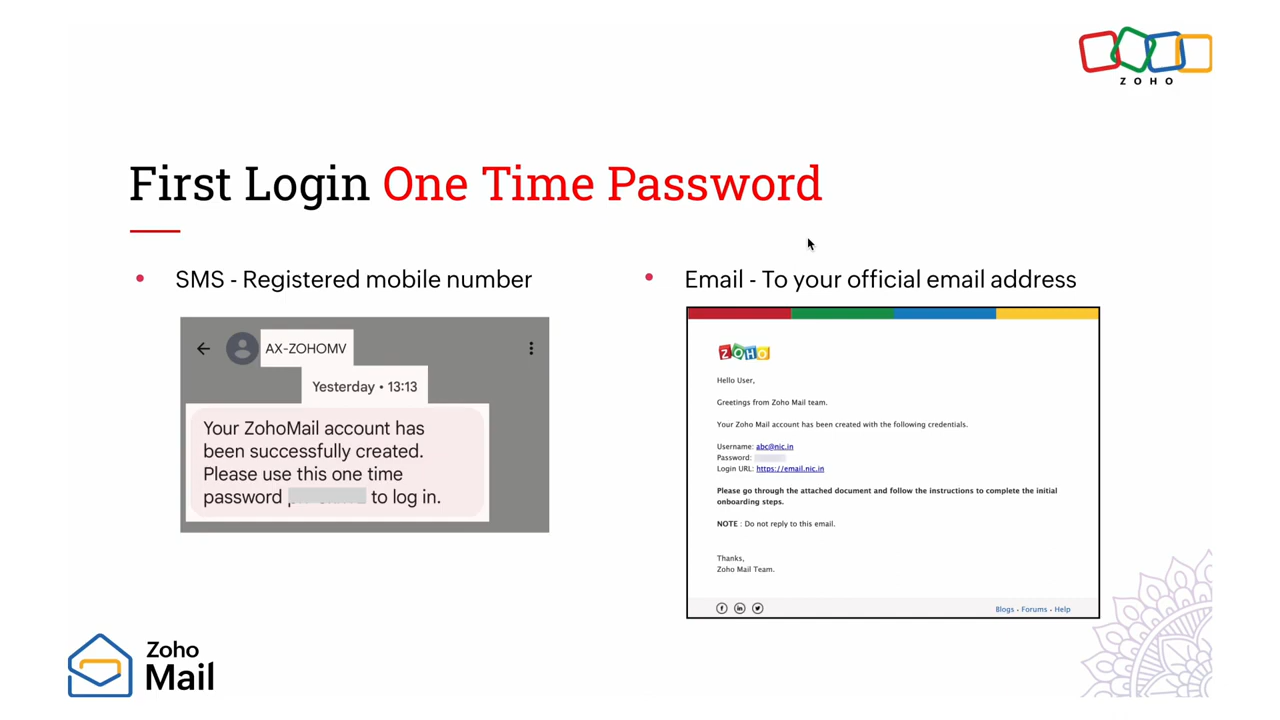 ZOHO
First Login One Time Password
SMS - Registered mobile number
AX-ZOHOMV
Yesterday • 13:13
Your ZohoMail account has
been successfully created.
Please use this one time
password to log in.
Email - To your official email address
ZOHO
Hello User,
Greetings from Zoho Mail team.
Your Zoho Mail account has been created with the following credentials.
Username: abc@nic.in
Password:
Login URL: https://email.nic.in
Please go through the attached document and follow the instructions to complete the initial
onboarding steps.
NOTE : Do not reply to this email.
Thanks,
Zoho Mail Team.
Blogs • Forums • Help
Zoho
Mail